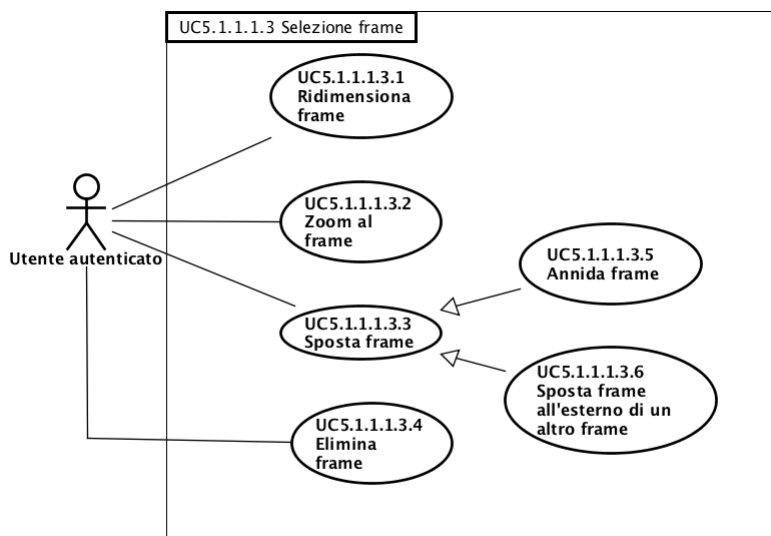 UC5.1.1.1.3 Selezione frame
UC5.1.1.1.3.1
Ridimensiona
frame
UC5.1.1.1.3.2
Zoom al
frame
Utente autenticato
UC5.1.1.1.3.5
Annida frame
UC5.1.1.1.3.3
Sposta frame
UC5.1.1.1.3.6
Sposta frame
all'esterno di un
altro frame
UC5.1.1.1.3.4
Elimina
frame